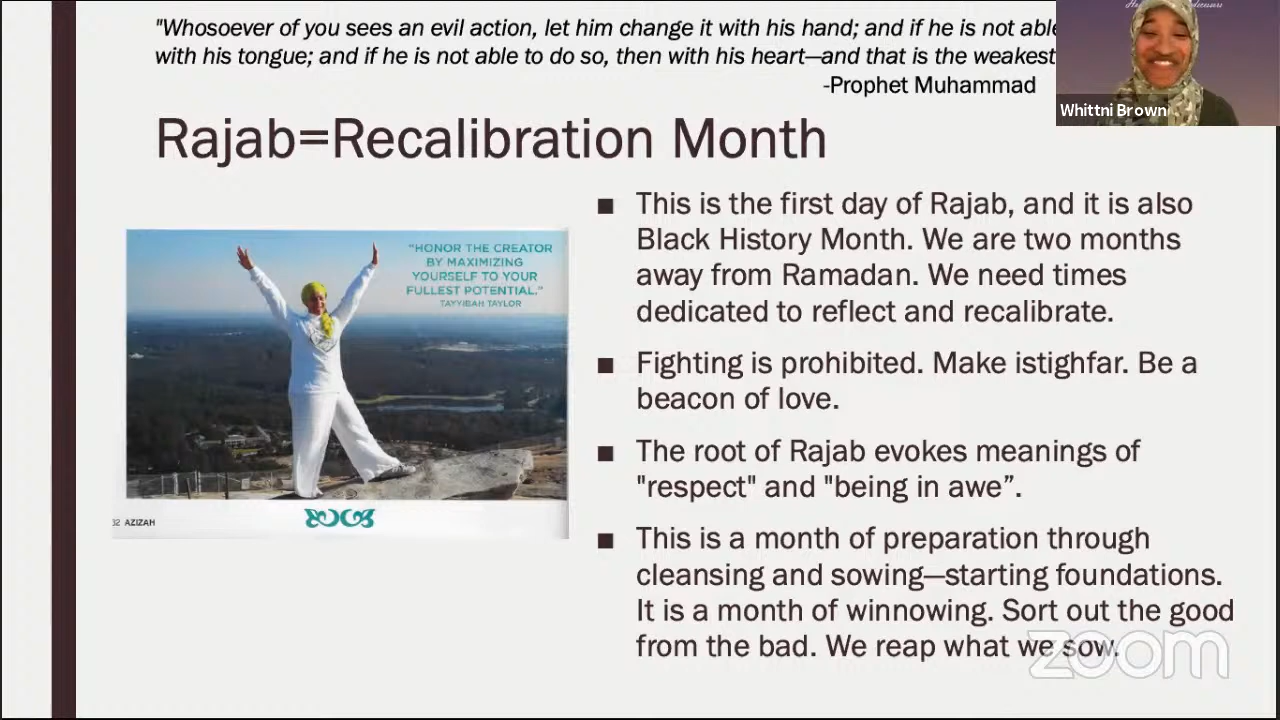 "Whosoever of you sees an evil action, let him change it with his hand; and if he is not able
with his tongue; and if he is not able to do so, then with his heart—and that is the weakest
-Prophet Muhammad
Whittni Brown
Rajab=Recalibration Month
"HONOR THE CREATOR
BY MAXIMIZING
YOURSELF TO YOUR
FULLEST POTENTIAL."
TAYYIBAH TAYLOR
32 AZIZAH
■ This is the first day of Rajab, and it is also
Black History Month. We are two months
away from Ramadan. We need times
dedicated to reflect and recalibrate.
■ Fighting is prohibited. Make istighfar. Be a
beacon of love.
■ The root of Rajab evokes meanings of
"respect" and "being in awe”.
■ This is a month of preparation through
cleansing and sowing—starting foundations.
It is a month of winnowing. Sort out the good
from the bad. We reap what we sow.
zoom